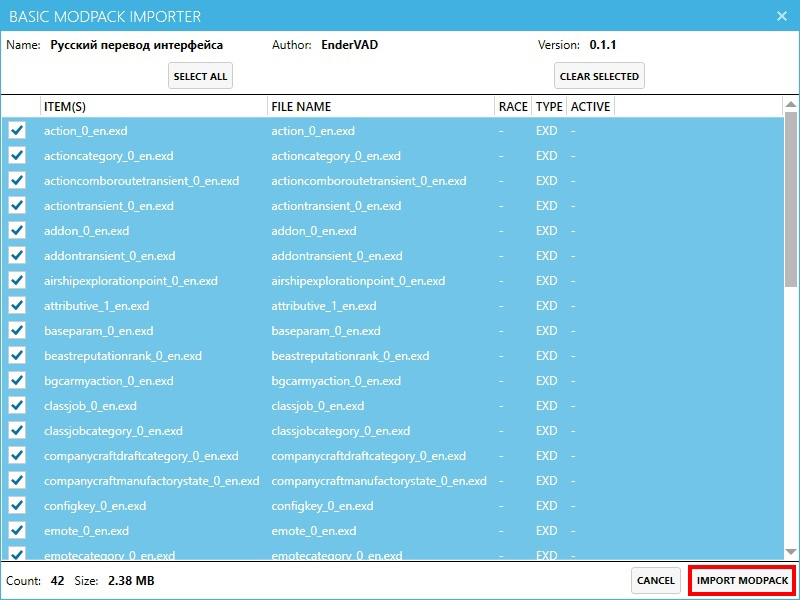 BASIC MODPACK IMPORTER
Name: Русский перевод интерфейса Author: EnderVAD Version: 0.1.1
SELECT ALL CLEAR SELECTED
ITEM(S) FILE NAME RACE TYPE ACTIVE
action_0_en.exd action_0_en.exd - EXD -
actioncategory_0_en.exd actioncategory_0_en.exd - EXD -
actioncomboroutetransient_0_en.exd actioncomboroutetransient_0_en.exd - EXD -
actiontransient_0_en.exd actiontransient_0_en.exd - EXD -
addon_0_en.exd addon_0_en.exd - EXD -
addontransient_0_en.exd addontransient_0_en.exd - EXD -
airshipexplorationpoint_0_en.exd airshipexplorationpoint_0_en.exd - EXD -
attributive_1_en.exd attributive_1_en.exd - EXD -
baseparam_0_en.exd baseparam_0_en.exd - EXD -
beastreputationrank_0_en.exd beastreputationrank_0_en.exd - EXD -
bgcarmyaction_0_en.exd bgcarmyaction_0_en.exd - EXD -
classjob_0_en.exd classjob_0_en.exd - EXD -
classjobcategory_0_en.exd classjobcategory_0_en.exd - EXD -
companycraftdraftcategory_0_en.exd companycraftdraftcategory_0_en.exd - EXD -
companycraftmanufactorystate_0_en.exd companycraftmanufactorystate_0_en.exd - EXD -
configkey_0_en.exd configkey_0_en.exd - EXD -
emote_0_en.exd emote_0_en.exd - EXD -
emotecategory_0_en.exd emotecategory_0_en.exd - EXD -
Count: 42 Size: 2.38 MB CANCEL IMPORT MODPACK